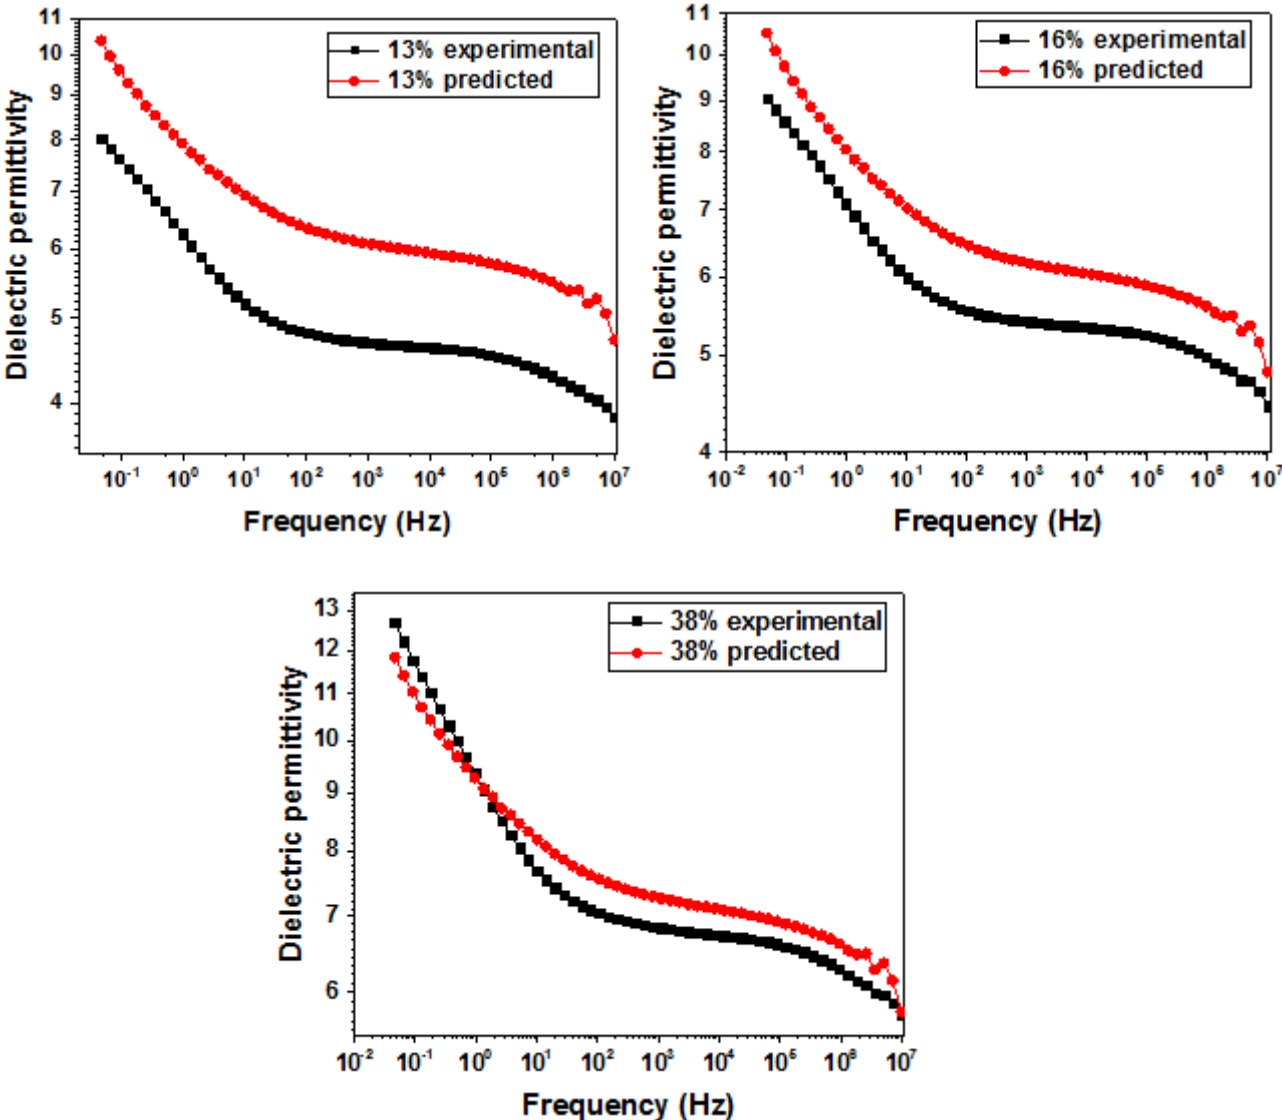 11
10
9
8
7
6
5
4
Dielectric permittivity
13% experimental
13% predicted
10⁻¹ 10⁰ 10¹ 10² 10³ 10⁴ 10⁵ 10⁶ 10⁷
Frequency (Hz)
11
10
9
8
7
6
5
4
Dielectric permittivity
16% experimental
16% predicted
10⁻² 10⁻¹ 10⁰ 10¹ 10² 10³ 10⁴ 10⁵ 10⁶ 10⁷
Frequency (Hz)
13
12
11
10
9
8
7
6
Dielectric permittivity
38% experimental
38% predicted
10⁻² 10⁻¹ 10⁰ 10¹ 10² 10³ 10⁴ 10⁵ 10⁶ 10⁷
Frequency (Hz)